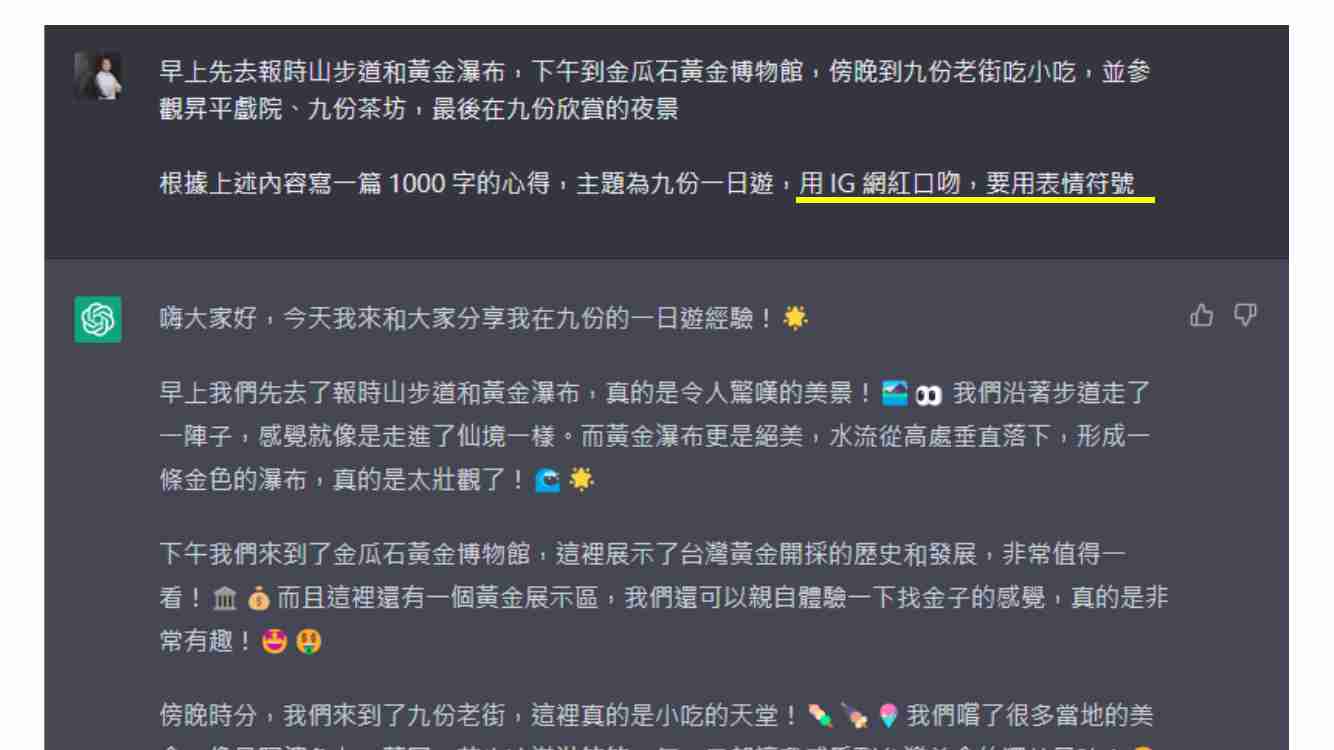 早上先去報時山步道和黃金瀑布，下午到金瓜石黃金博物館，傍晚到九份老街吃小吃，並參
觀昇平戲院、九份茶坊，最後在九份欣賞的夜景
根據上述內容寫一篇 1000 字的心得，主題為九份一日遊，用 IG 網紅口吻，要用表情符號
嗨大家好，今天我來和大家分享我在九份的一日遊經驗！🌟
早上我們先去了報時山步道和黃金瀑布，真的是令人驚嘆的美景！🌊👀 我們沿著步道走了
一陣子，感覺就像是走進了仙境一樣。而黃金瀑布更是絕美，水流從高處垂直落下，形成一
條金色的瀑布，真的是太壯觀了！🌊🌟
下午我們來到了金瓜石黃金博物館，這裡展示了台灣黃金開採的歷史和發展，非常值得一
看！🏛️💰而且這裡還有一個黃金展示區，我們還可以親自體驗一下找金子的感覺，真的是非
常有趣！🤩🤑
傍晚時分，我們來到了九份老街，這裡真的是小吃的天堂！🍡🍢🍧我們嚐了很多當地的美